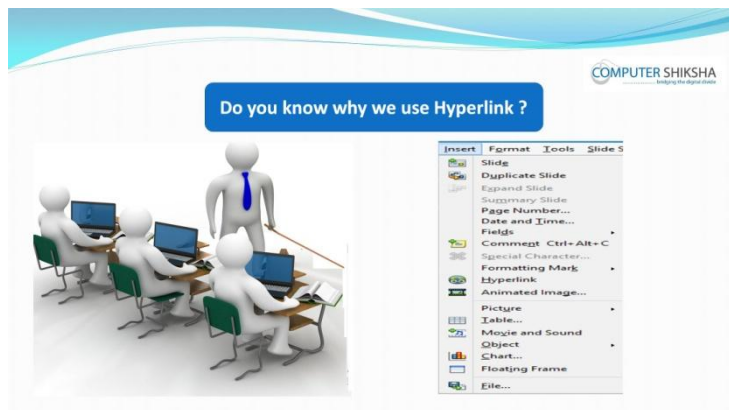 COMPUTER SHIKSHA
bridging the digital divide
Do you know why we use Hyperlink ?
Insert Format Tools Slide S
Slide
Duplicate Slide
Expand Slide
Summary Slide
Page Number...
Date and Time...
Fields
Comment Ctrl+Alt+C
Special Character...
Formatting Mark
Hyperlink
Animated Image...
Picture
Table...
Movie and Sound
Object
Chart...
Floating Frame
File...